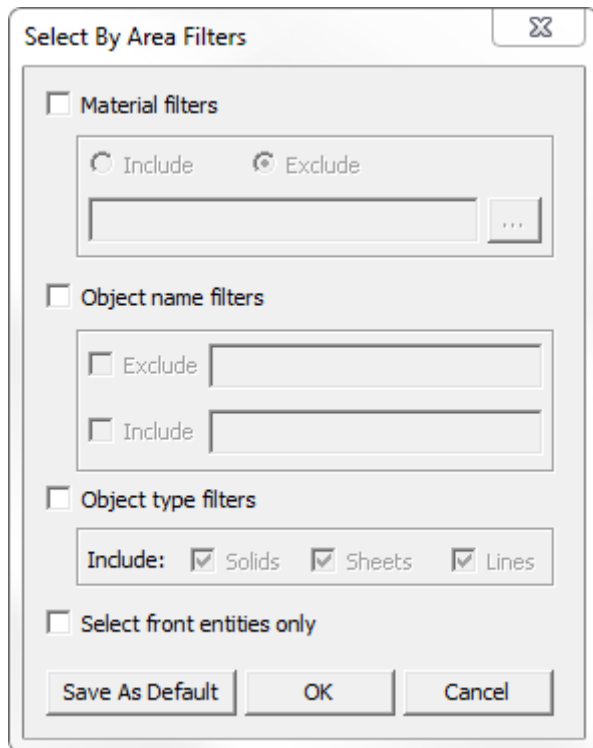 Select By Area Filters
Material filters
Include Exclude
...
Object name filters
Exclude
Include
Object type filters
Include: Solids Sheets Lines
Select front entities only
Save As Default OK Cancel